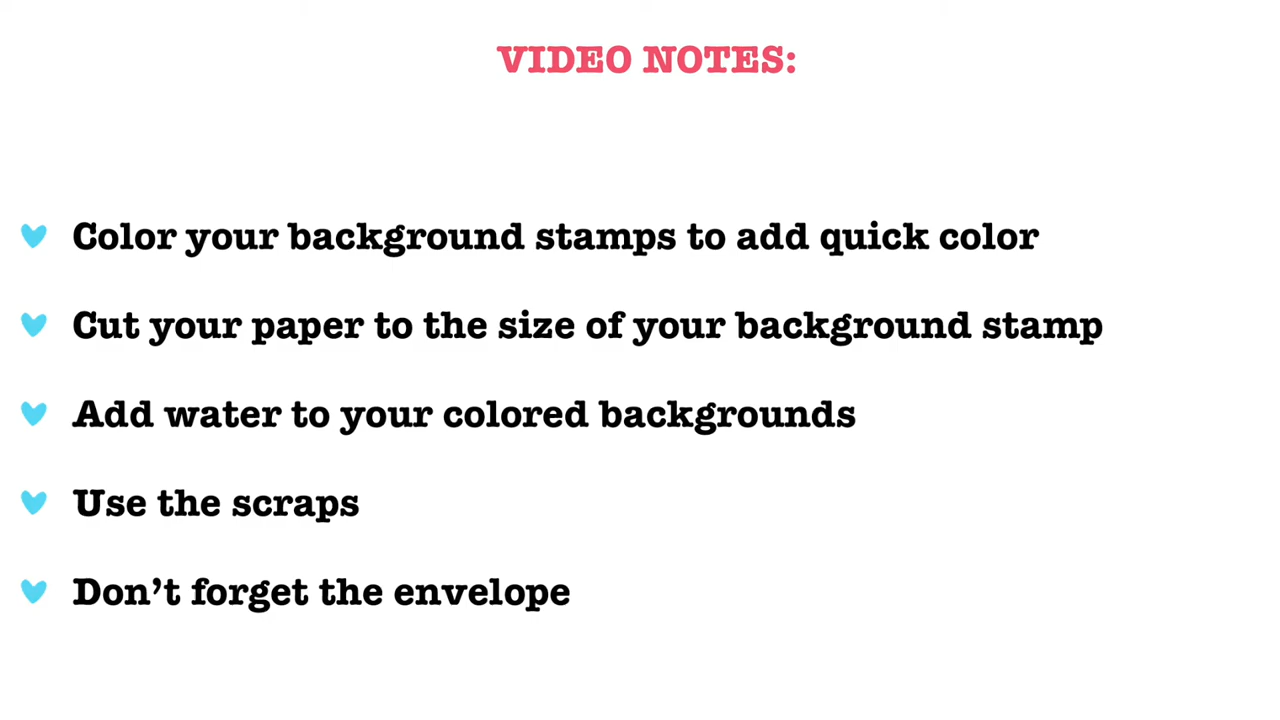 VIDEO NOTES:
Color your background stamps to add quick color
Cut your paper to the size of your background stamp
Add water to your colored backgrounds
Use the scraps
Don’t forget the envelope